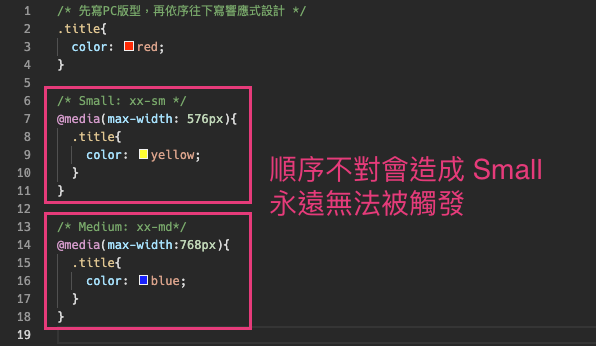 1 /* 先寫PC版型，再依序往下寫響應式設計 */
2 .title{
3 color: red;
4 }
5
6 /* Small: xx-sm */
7 @media(max-width: 576px){
8 .title{
9 color: yellow;
10 }
11 }
12
13 /* Medium: xx-md*/
14 @media(max-width:768px){
15 .title{
16 color: blue;
17 }
18 }
19
順序不對會造成 Small
永遠無法被觸發